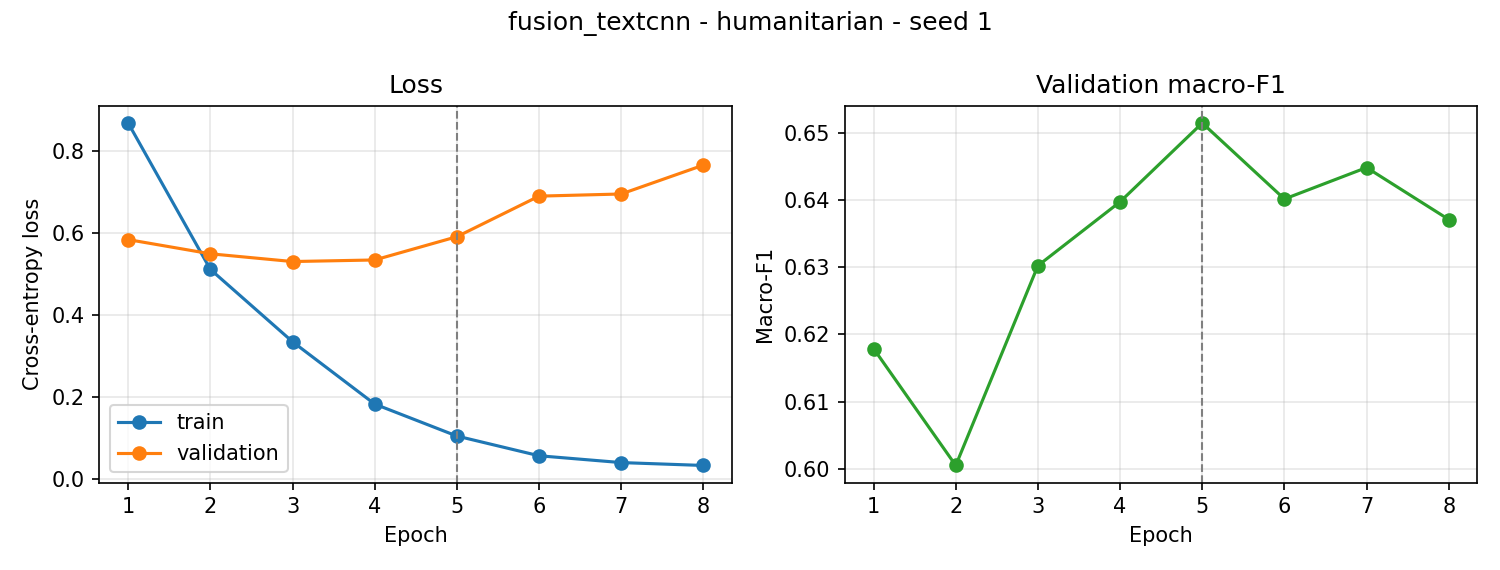 fusion_textcnn - humanitarian - seed 1
Loss
Cross-entropy loss
0.8
0.6
0.4
0.2
0.0
train
validation
1 2 3 4 5 6 7 8
Epoch
Validation macro-F1
Macro-F1
0.65
0.64
0.63
0.62
0.61
0.60
1 2 3 4 5 6 7 8
Epoch